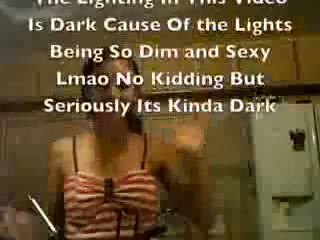 The Lighting In This Video
Is Dark Cause Of the Lights
Being So Dim and Sexy
Lmao No Kidding But
Seriously Its Kinda Dark